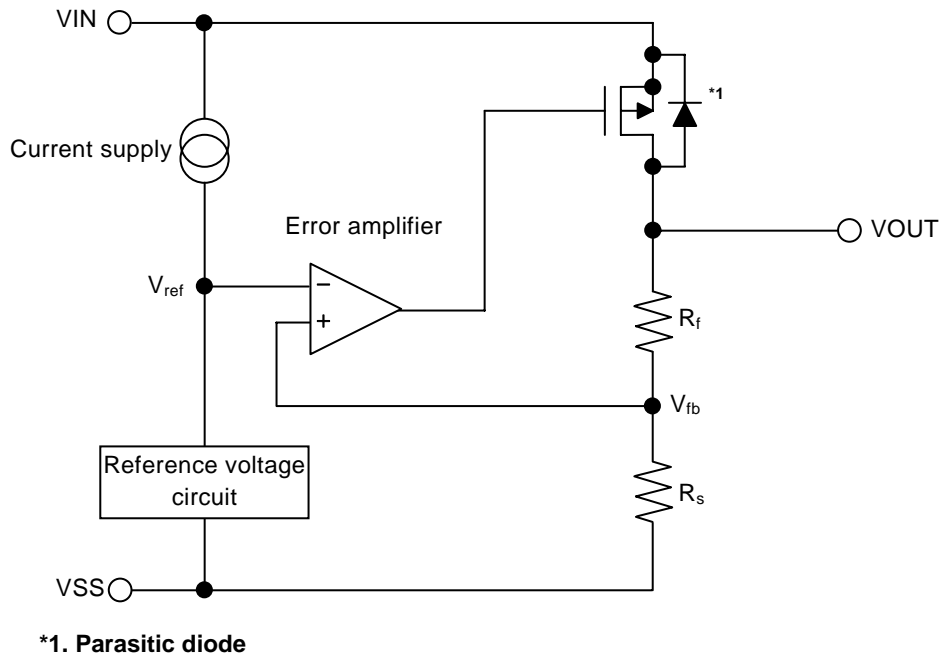 VIN
*1
Current supply
Error amplifier
VOUT
Vref
−
+
Rf
Vfb
Reference voltage
circuit
Rs
VSS
*1. Parasitic diode